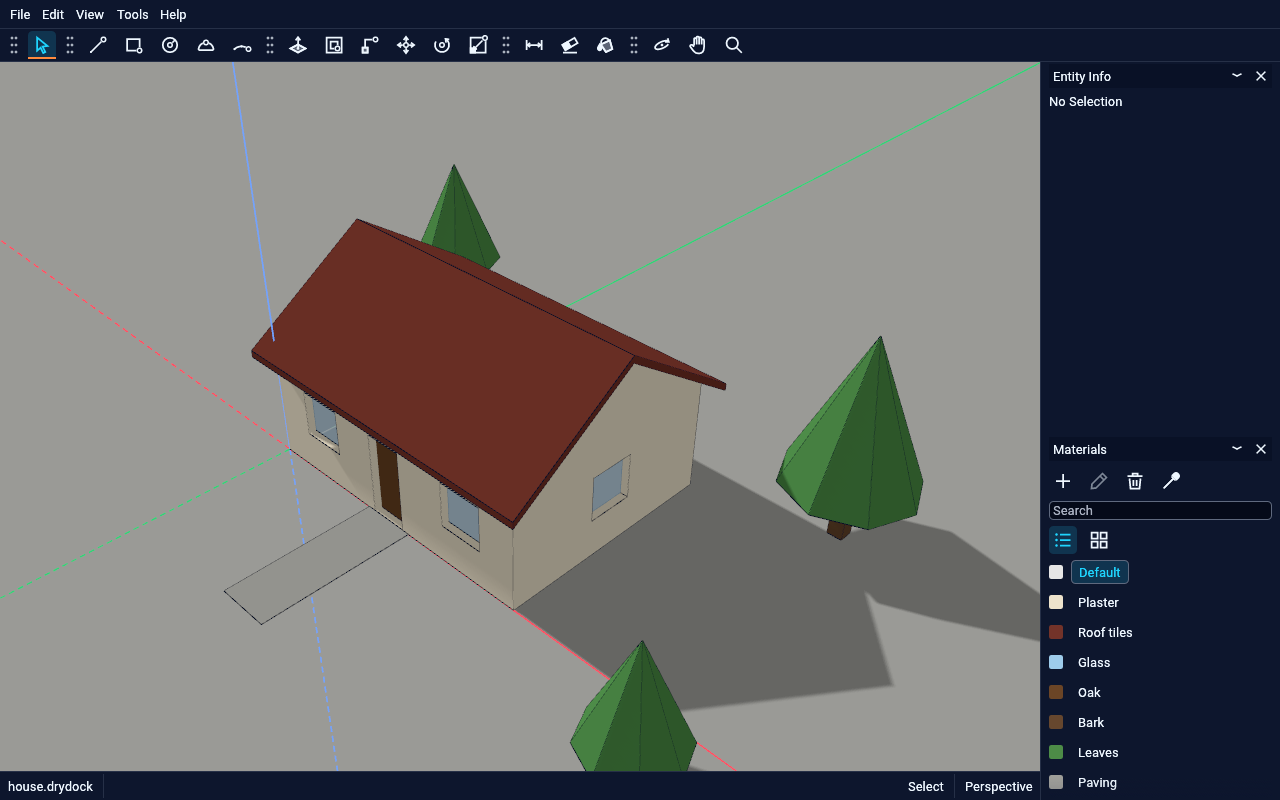 File Edit View Tools Help
Entity Info
No Selection
Materials
Search
Default
Plaster
Roof tiles
Glass
Oak
Bark
Leaves
Paving
house.drydock
Select
Perspective